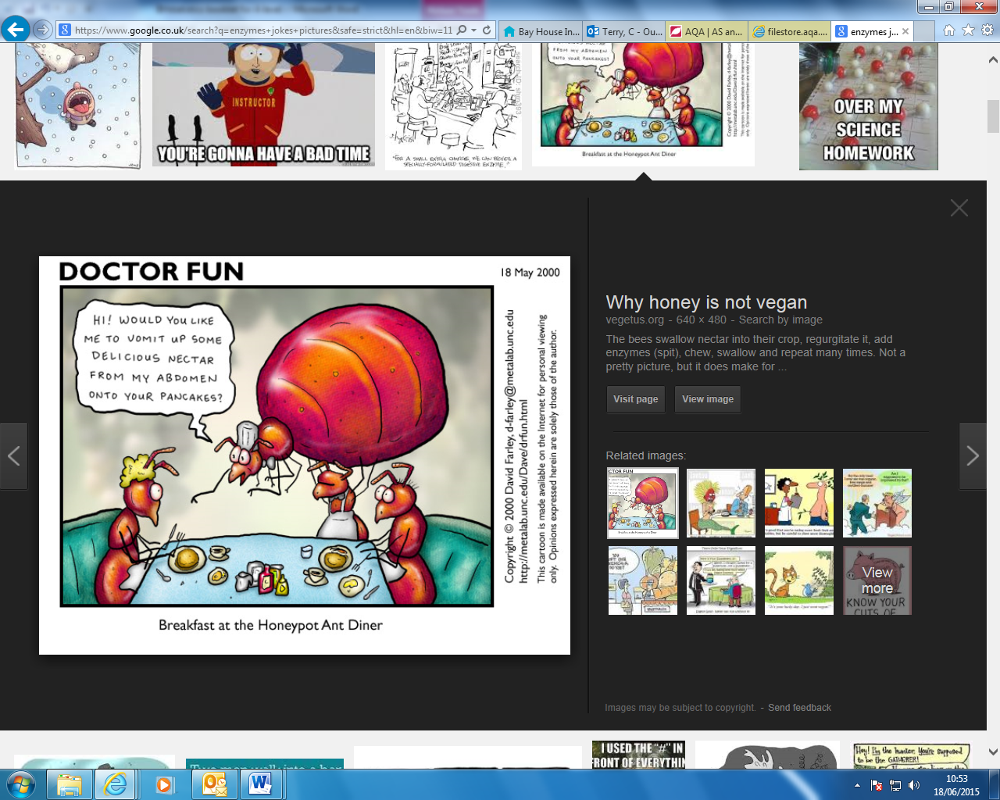 https://www.google.co.uk/search?q=enzymes+jokes+pictures&safe=strict&hl=en&biw=11
Bay House In...
Terry, C - Ou...
AQA | AS an...
filestore.aqa....
enzymes j...
INSTRUCTOR
YOU'RE GONNA HAVE A BAD TIME
"FOR A SMALL EXTRA CHARGE, WE CAN PROVIDE A
SPECIALLY-FORMULATED DIGESTIVE ENZYME."
FROM MY ABDOMEN
ONTO YOUR PANCAKES?
Breakfast at the Honeypot Ant Diner
OVER MY
SCIENCE
HOMEWORK
DOCTOR FUN
18 May 2000
HI! WOULD YOU LIKE
ME TO VOMIT UP SOME
DELICIOUS NECTAR
FROM MY ABDOMEN
ONTO YOUR PANCAKES?
Copyright © 2000 David Farley, d-farley@metalab.unc.edu
http://metalab.unc.edu/Dave/drfun.html
This cartoon is made available on the Internet for personal viewing
only. Opinions expressed herein are solely those of the author.
Breakfast at the Honeypot Ant Diner
Why honey is not vegan
vegetus.org - 640 × 480 - Search by image
The bees swallow nectar into their crop, regurgitate it, add
enzymes (spit), chew, swallow and repeat many times. Not a
pretty picture, but it does make for ...
Visit page
View image
Related images:
View
more
KNOW YOUR
CUTS OF
Images may be subject to copyright. - Send feedback
I USED THE "#" IN
FRONT OF EVERYTHIN
Hey! I'm the hunter. You're supposed
to be the GATHERER!
10:53
18/06/2015